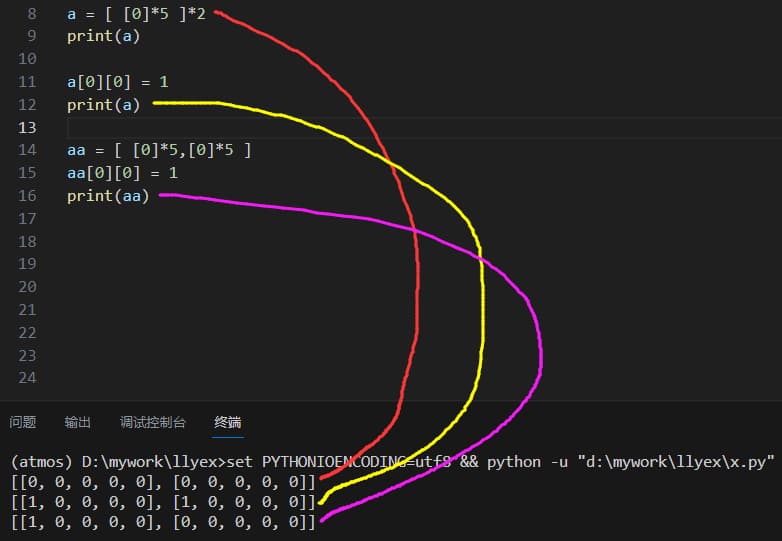 8 a = [ [0]*5 ]*2
9 print(a)
10
11 a[0][0] = 1
12 print(a)
13
14 aa = [ [0]*5,[0]*5 ]
15 aa[0][0] = 1
16 print(aa)
17
18
19
20
21
22
23
24
问题 输出 调试控制台 终端
(atmos) D:\mywork\llyex>set PYTHONIOENCODING=utf8 && python -u "d:\mywork\llyex\x.py"
[[0, 0, 0, 0, 0], [0, 0, 0, 0, 0]]
[[1, 0, 0, 0, 0], [1, 0, 0, 0, 0]]
[[1, 0, 0, 0, 0], [0, 0, 0, 0, 0]]